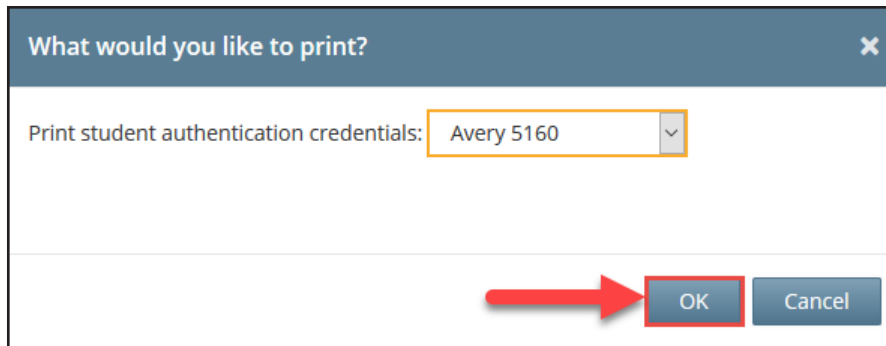 What would you like to print?
Print student authentication credentials: Avery 5160
OK Cancel